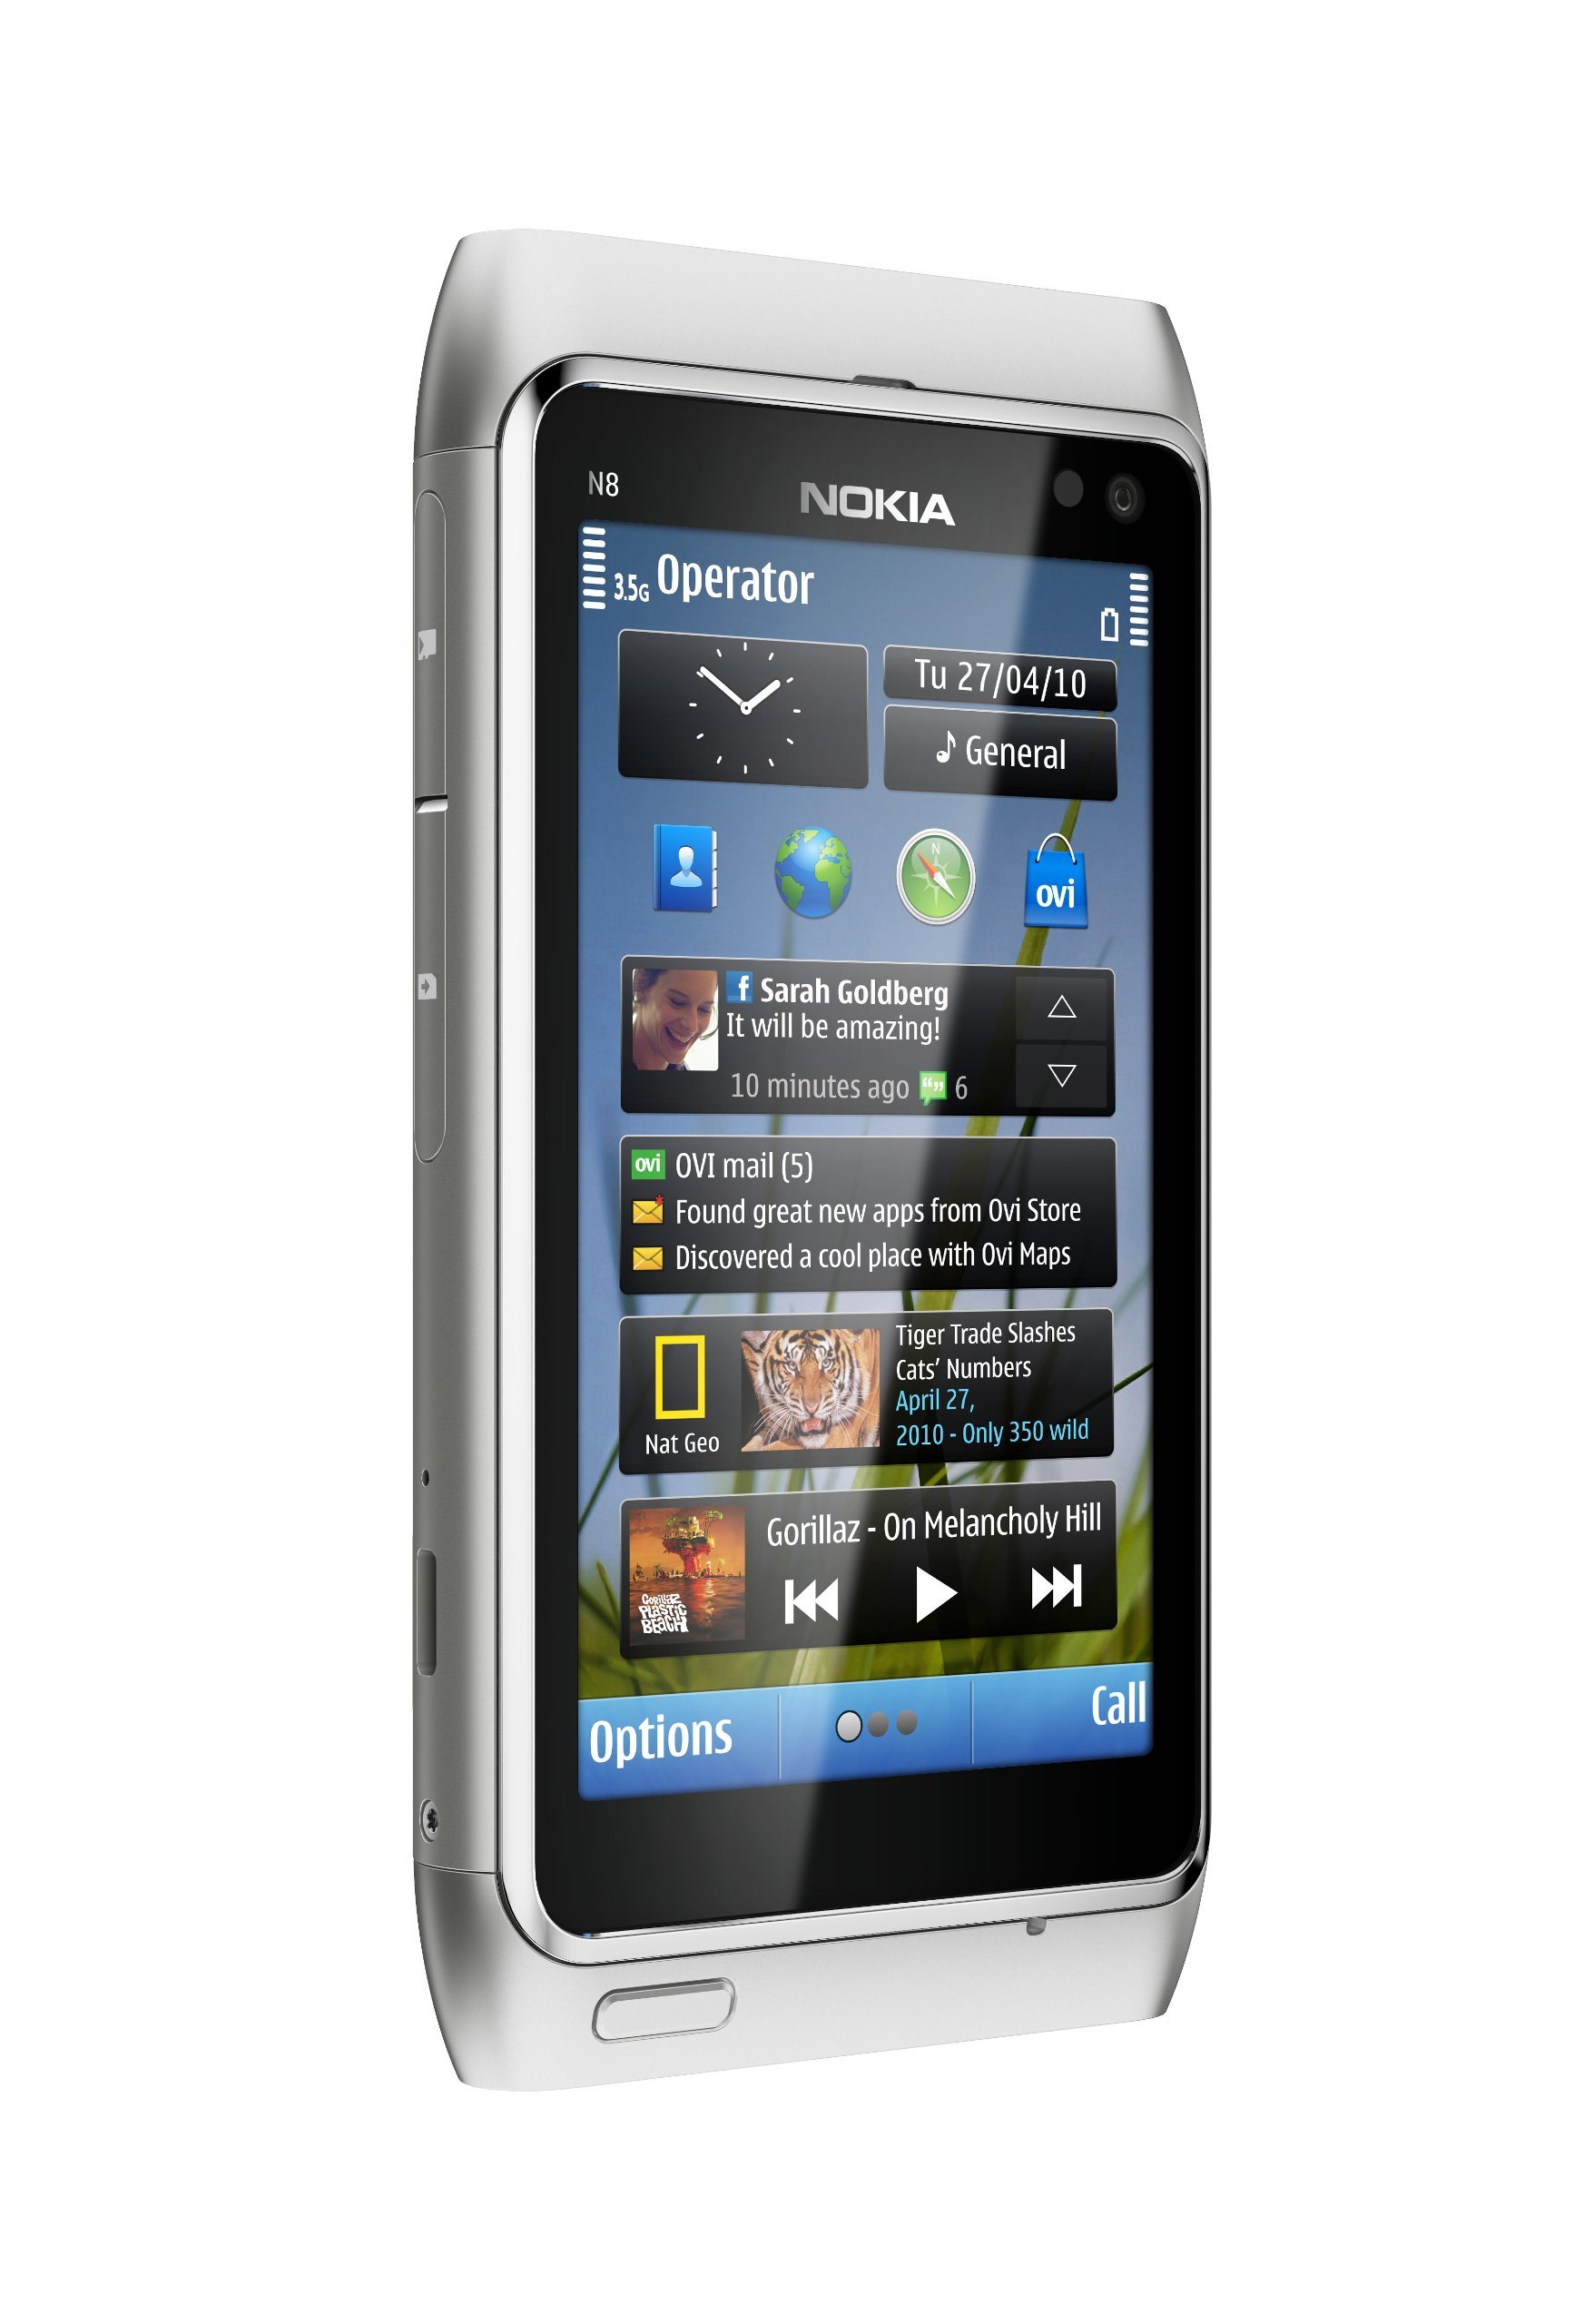 N8
NOKIA
3.5G Operator
Tu 27/04/10
General
N
ovi
f Sarah Goldberg
It will be amazing!
10 minutes ago 6
ovi OVI mail (5)
Found great new apps from Ovi Store
Discovered a cool place with Ovi Maps
Tiger Trade Slashes
Cats' Numbers
April 27,
2010 - Only 350 wild
Nat Geo
Gorillaz - On Melancholy Hill
GORILLAZ
PLASTIC
BEACH
Options
Call